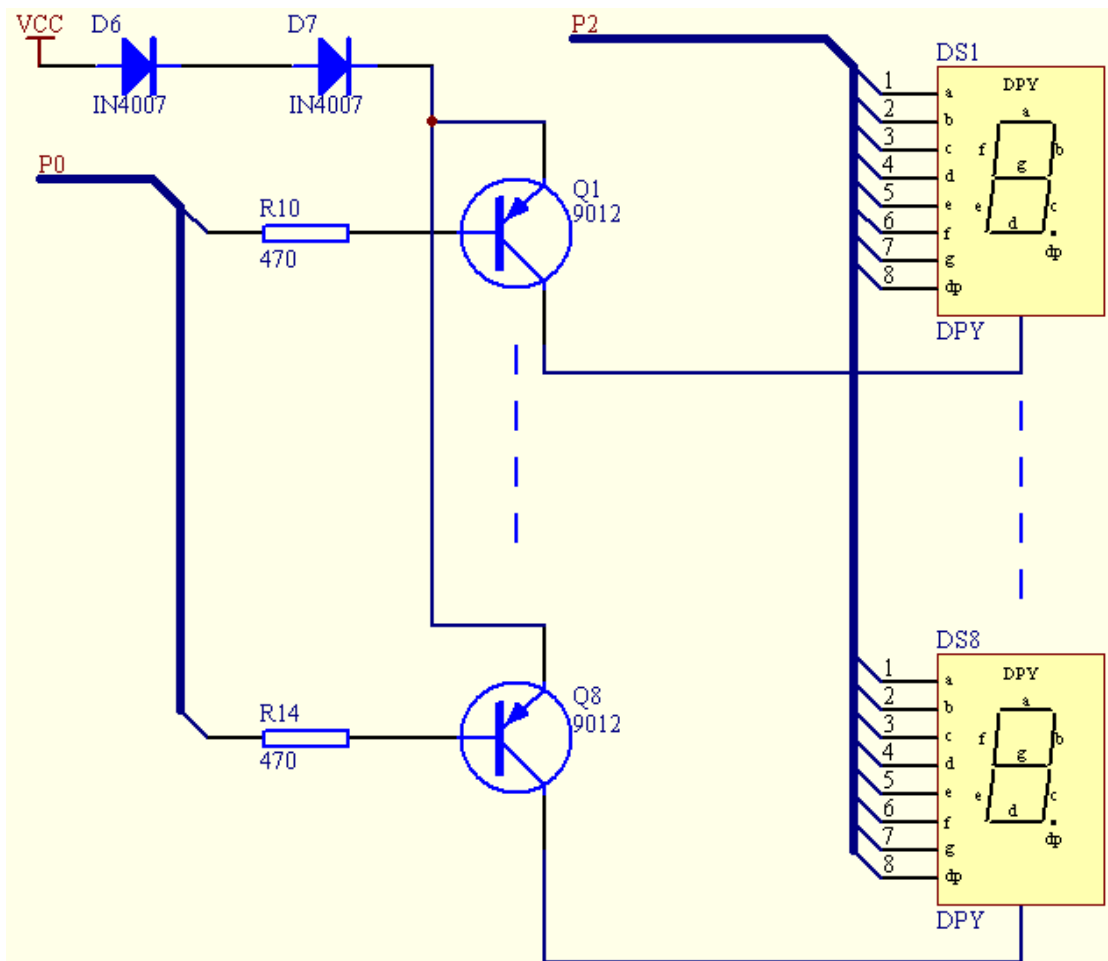 VCC
D6
IN4007
D7
IN4007
P0
R10
470
Q1
9012
P2
DS1
DPY
1 a
2 b
3 c
4 d
5 e
6 f
7 g
8 dp
a
f b
g
e c
d
dp
DPY
R14
470
Q8
9012
DS8
DPY
1 a
2 b
3 c
4 d
5 e
6 f
7 g
8 dp
a
f b
g
e c
d
dp
DPY